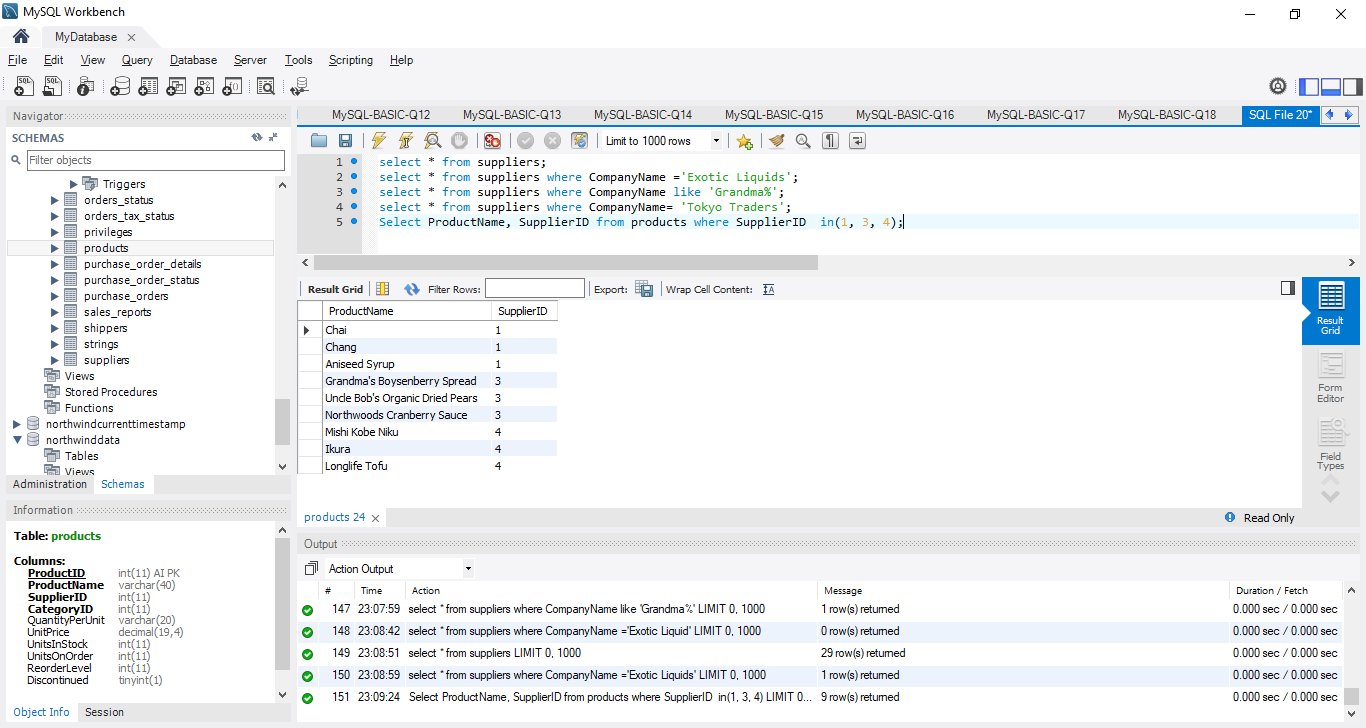 MySQL Workbench
MyDatabase
File Edit View Query Database Server Tools Scripting Help
Navigator
SCHEMAS
Filter objects
Triggers
orders_status
orders_tax_status
privileges
products
purchase_order_details
purchase_order_status
purchase_orders
sales_reports
shippers
strings
suppliers
Views
Stored Procedures
Functions
northwindcurrenttimestamp
northwinddata
Tables
Views
Administration Schemas
Information
Table: products
Columns:
ProductID int(11) AI PK
ProductName varchar(40)
SupplierID int(11)
CategoryID int(11)
QuantityPerUnit varchar(20)
UnitPrice decimal(19,4)
UnitsInStock int(11)
UnitsOnOrder int(11)
ReorderLevel int(11)
Discontinued tinyint(1)
Object Info Session
MySQL-BASIC-Q12 MySQL-BASIC-Q13 MySQL-BASIC-Q14 MySQL-BASIC-Q15 MySQL-BASIC-Q16 MySQL-BASIC-Q17 MySQL-BASIC-Q18 SQL File 20*
Limit to 1000 rows
1 select * from suppliers;
2 select * from suppliers where CompanyName ='Exotic Liquids';
3 select * from suppliers where CompanyName like 'Grandma%';
4 select * from suppliers where CompanyName= 'Tokyo Traders';
5 Select ProductName, SupplierID from products where SupplierID  in(1, 3, 4);
Result Grid Filter Rows: Export: Wrap Cell Content:
ProductName SupplierID
Chai 1
Chang 1
Aniseed Syrup 1
Grandma's Boysenberry Spread 3
Uncle Bob's Organic Dried Pears 3
Northwoods Cranberry Sauce 3
Mishi Kobe Niku 4
Ikura 4
Longlife Tofu 4
Result
Grid
Form
Editor
Field
Types
products 24
Read Only
Output
Action Output
# Time Action Message Duration / Fetch
147 23:07:59 select * from suppliers where CompanyName like 'Grandma%' LIMIT 0, 1000 1 row(s) returned 0.000 sec / 0.000 sec
148 23:08:42 select * from suppliers where CompanyName ='Exotic Liquid' LIMIT 0, 1000 0 row(s) returned 0.000 sec / 0.000 sec
149 23:08:51 select * from suppliers LIMIT 0, 1000 29 row(s) returned 0.000 sec / 0.000 sec
150 23:08:59 select * from suppliers where CompanyName ='Exotic Liquids' LIMIT 0, 1000 1 row(s) returned 0.000 sec / 0.000 sec
151 23:09:24 Select ProductName, SupplierID from products where SupplierID  in(1, 3, 4) LIMIT 0... 9 row(s) returned 0.000 sec / 0.000 sec